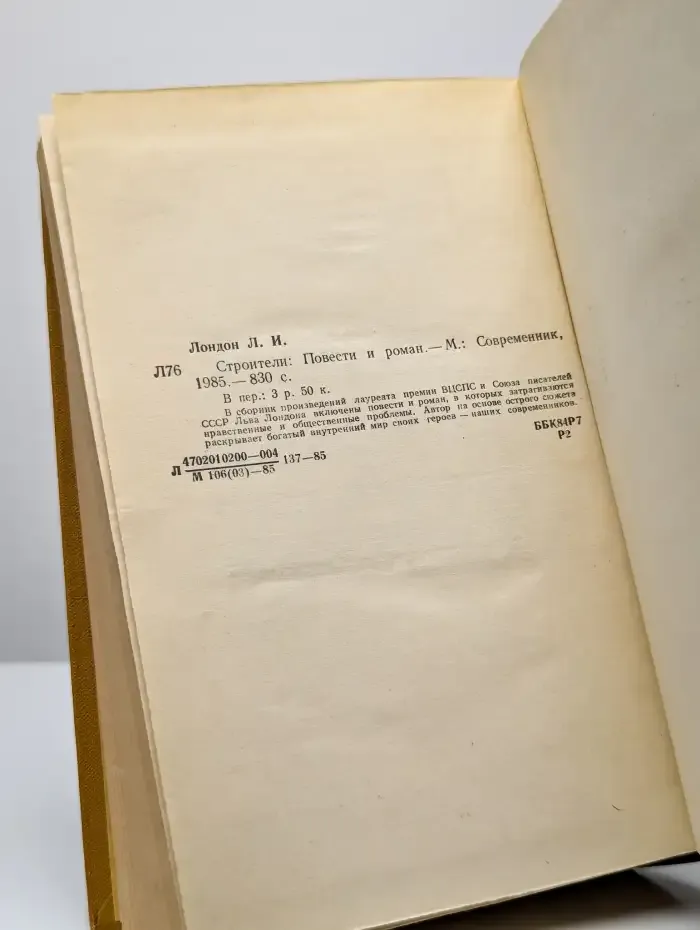 Лондон Л. И.
Л76 Строители: Повести и роман.— М.: Современник,
1985.— 830 с.
В пер.: 3 р. 50 к.
В сборник произведений лауреата премии ВЦСПС и Союза писателей
СССР Льва Лондона включены повести и роман, в которых затрагиваются
нравственные и общественные проблемы. Автор на основе острого сюжета
раскрывает богатый внутренний мир своих героев — наших современников.
Л 4702010200—004 137—85
М 106(03)—85
ББК84Р7
Р2